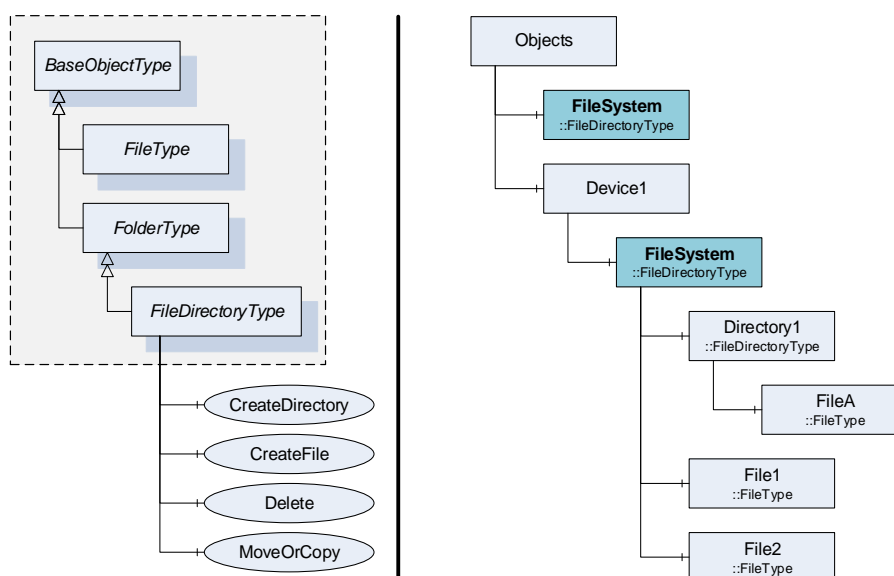 BaseObjectType
FileType
FolderType
FileDirectoryType
CreateDirectory
CreateFile
Delete
MoveOrCopy
Objects
FileSystem
::FileDirectoryType
Device1
FileSystem
::FileDirectoryType
Directory1
::FileDirectoryType
FileA
::FileType
File1
::FileType
File2
::FileType